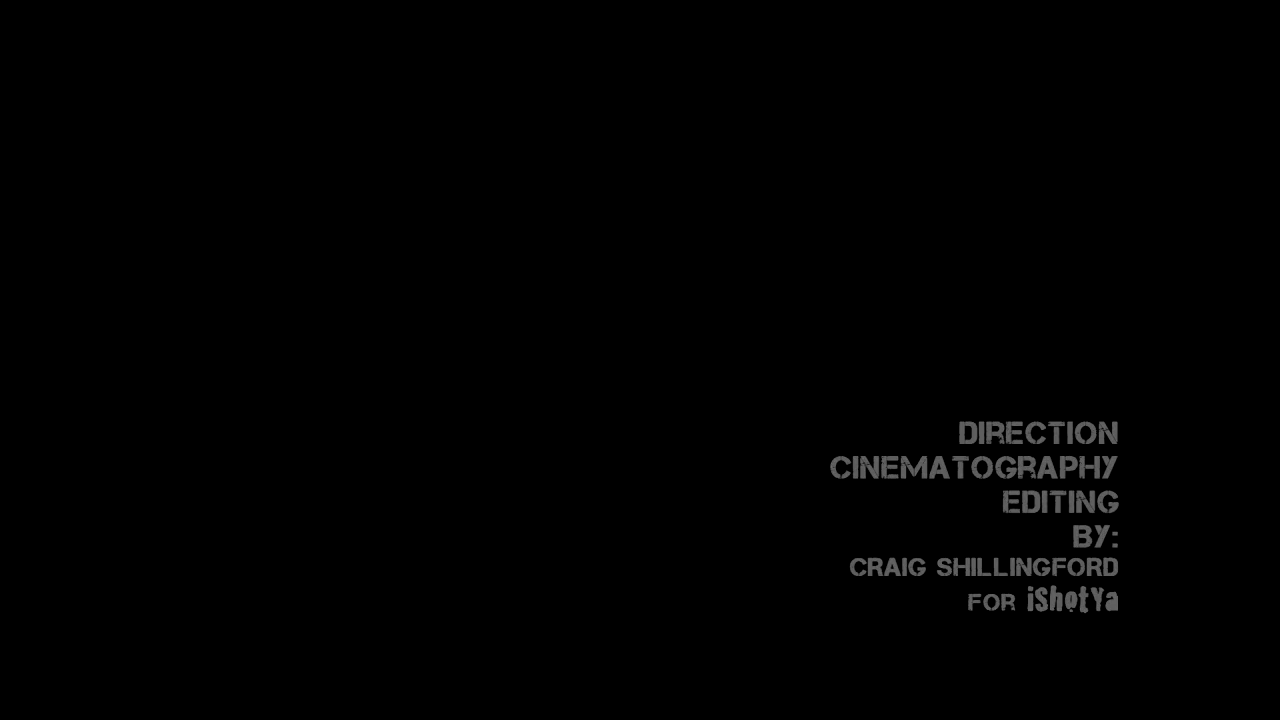 DIRECTION
CINEMATOGRAPHY
EDITING
BY:
CRAIG SHILLINGFORD
FOR iShotYa